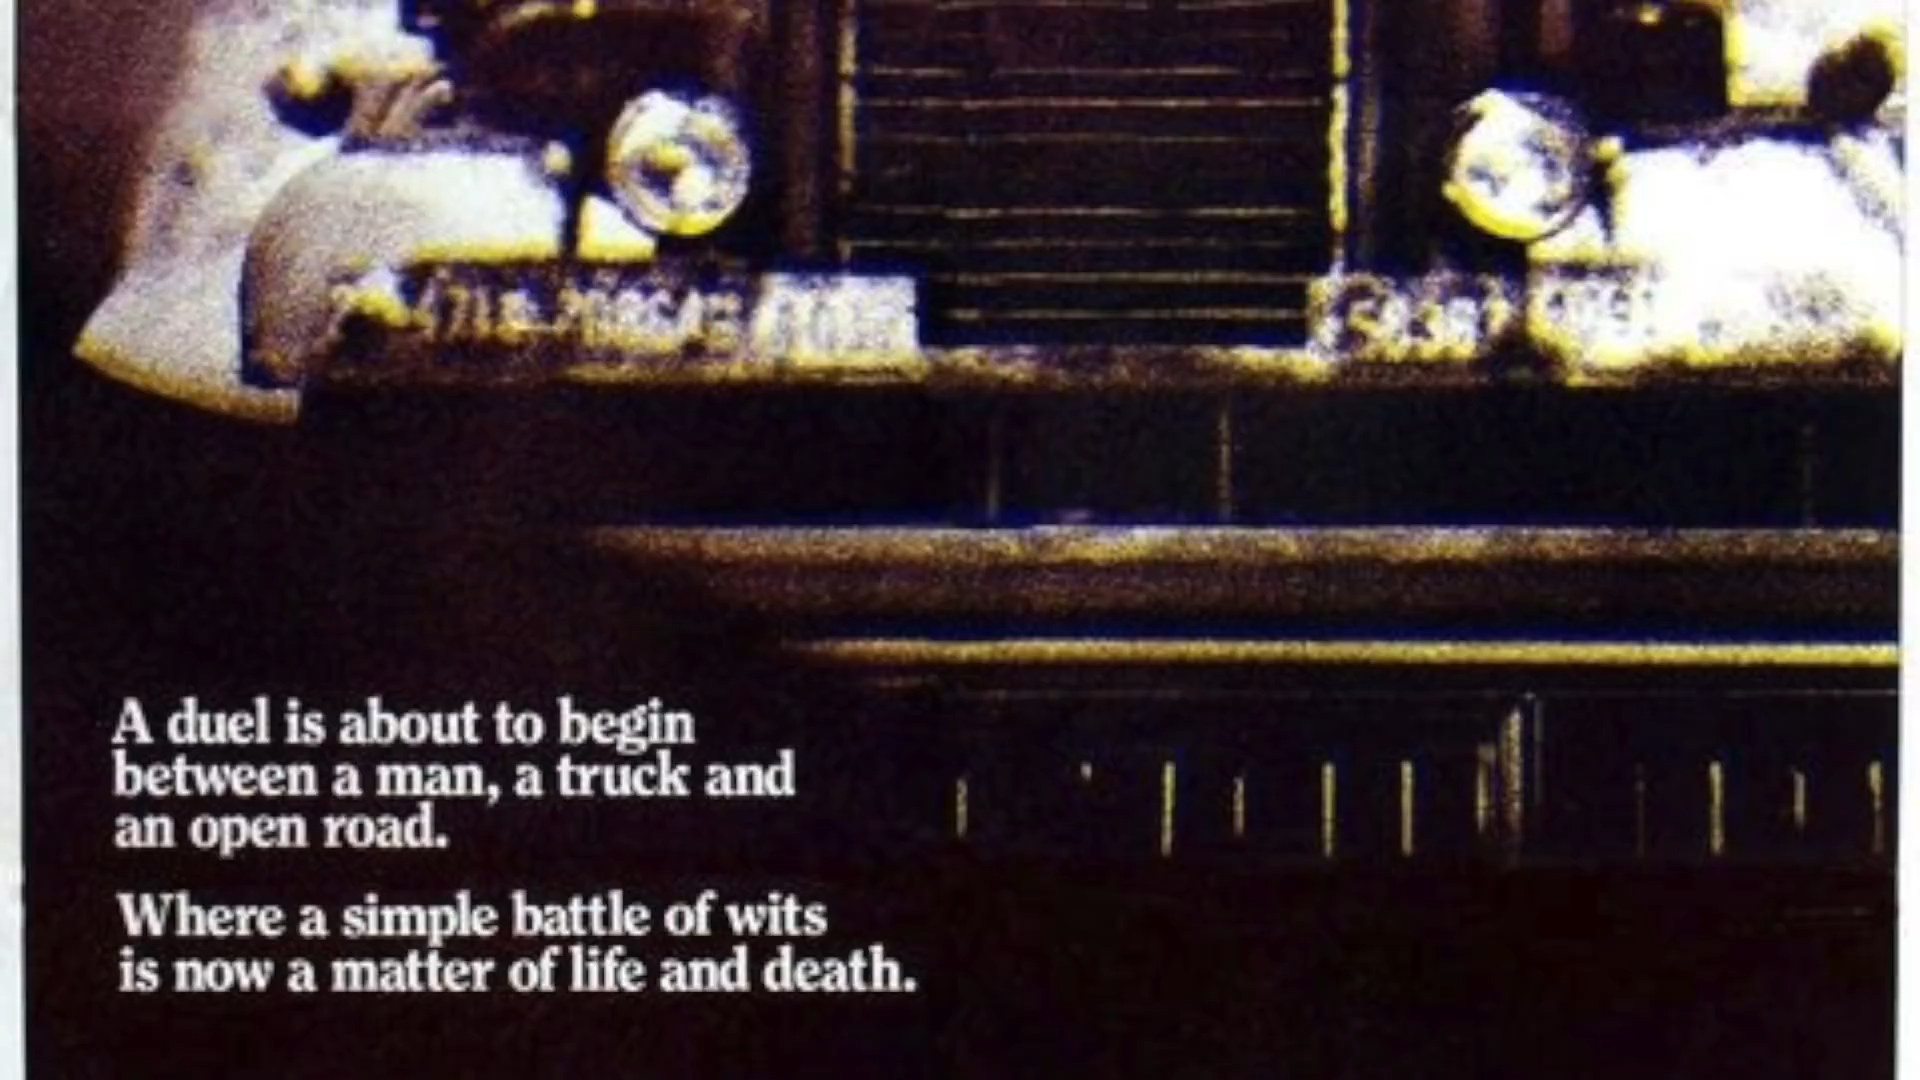 A duel is about to begin
between a man, a truck and
an open road.
Where a simple battle of wits
is now a matter of life and death.